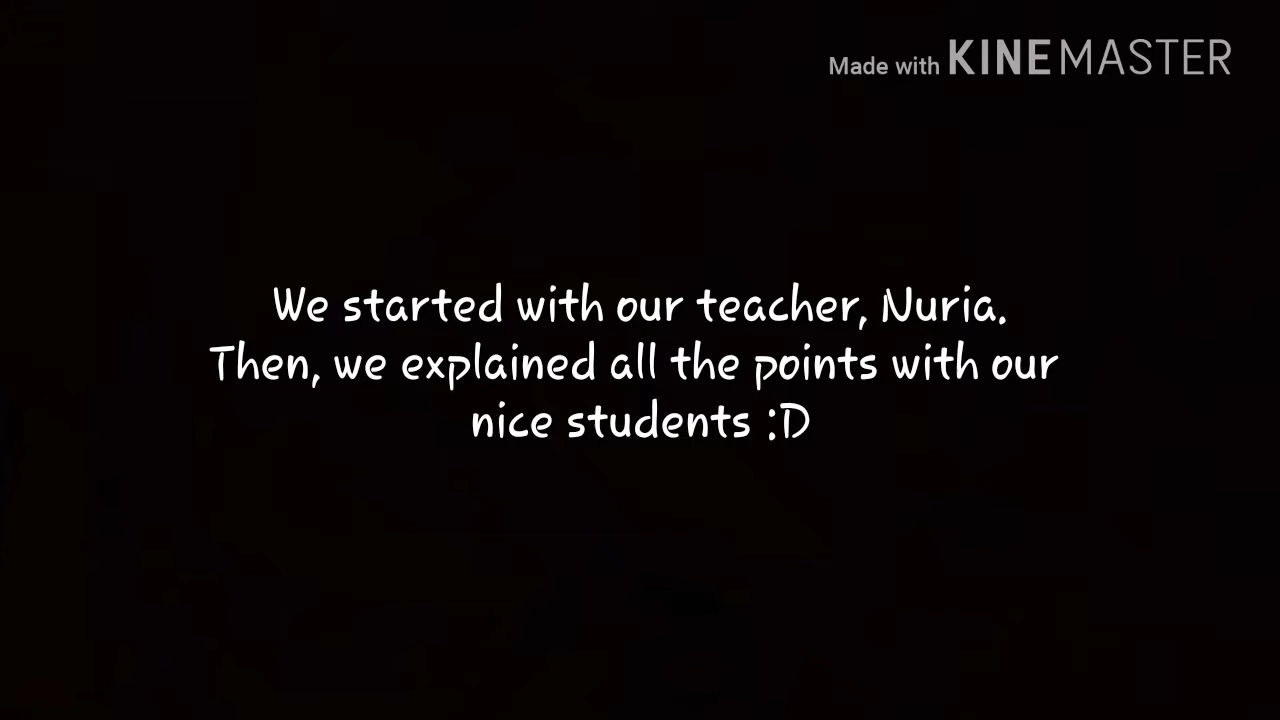 Made with KINEMASTER
We started with our teacher, Nuria.
Then, we explained all the points with our
nice students :D